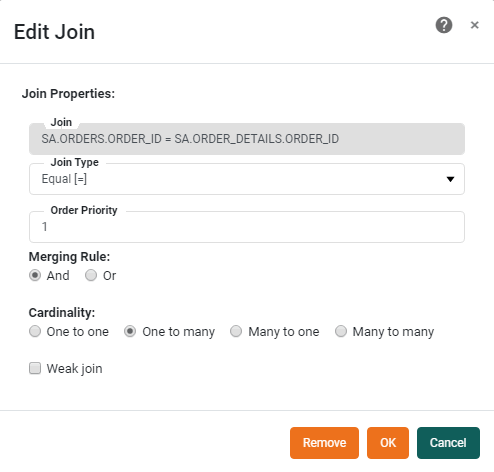 Edit Join
? ×
Join Properties:
Join
SA.ORDERS.ORDER_ID = SA.ORDER_DETAILS.ORDER_ID
Join Type
Equal [=]
Order Priority
1
Merging Rule:
And Or
Cardinality:
One to one One to many Many to one Many to many
Weak join
Remove OK Cancel